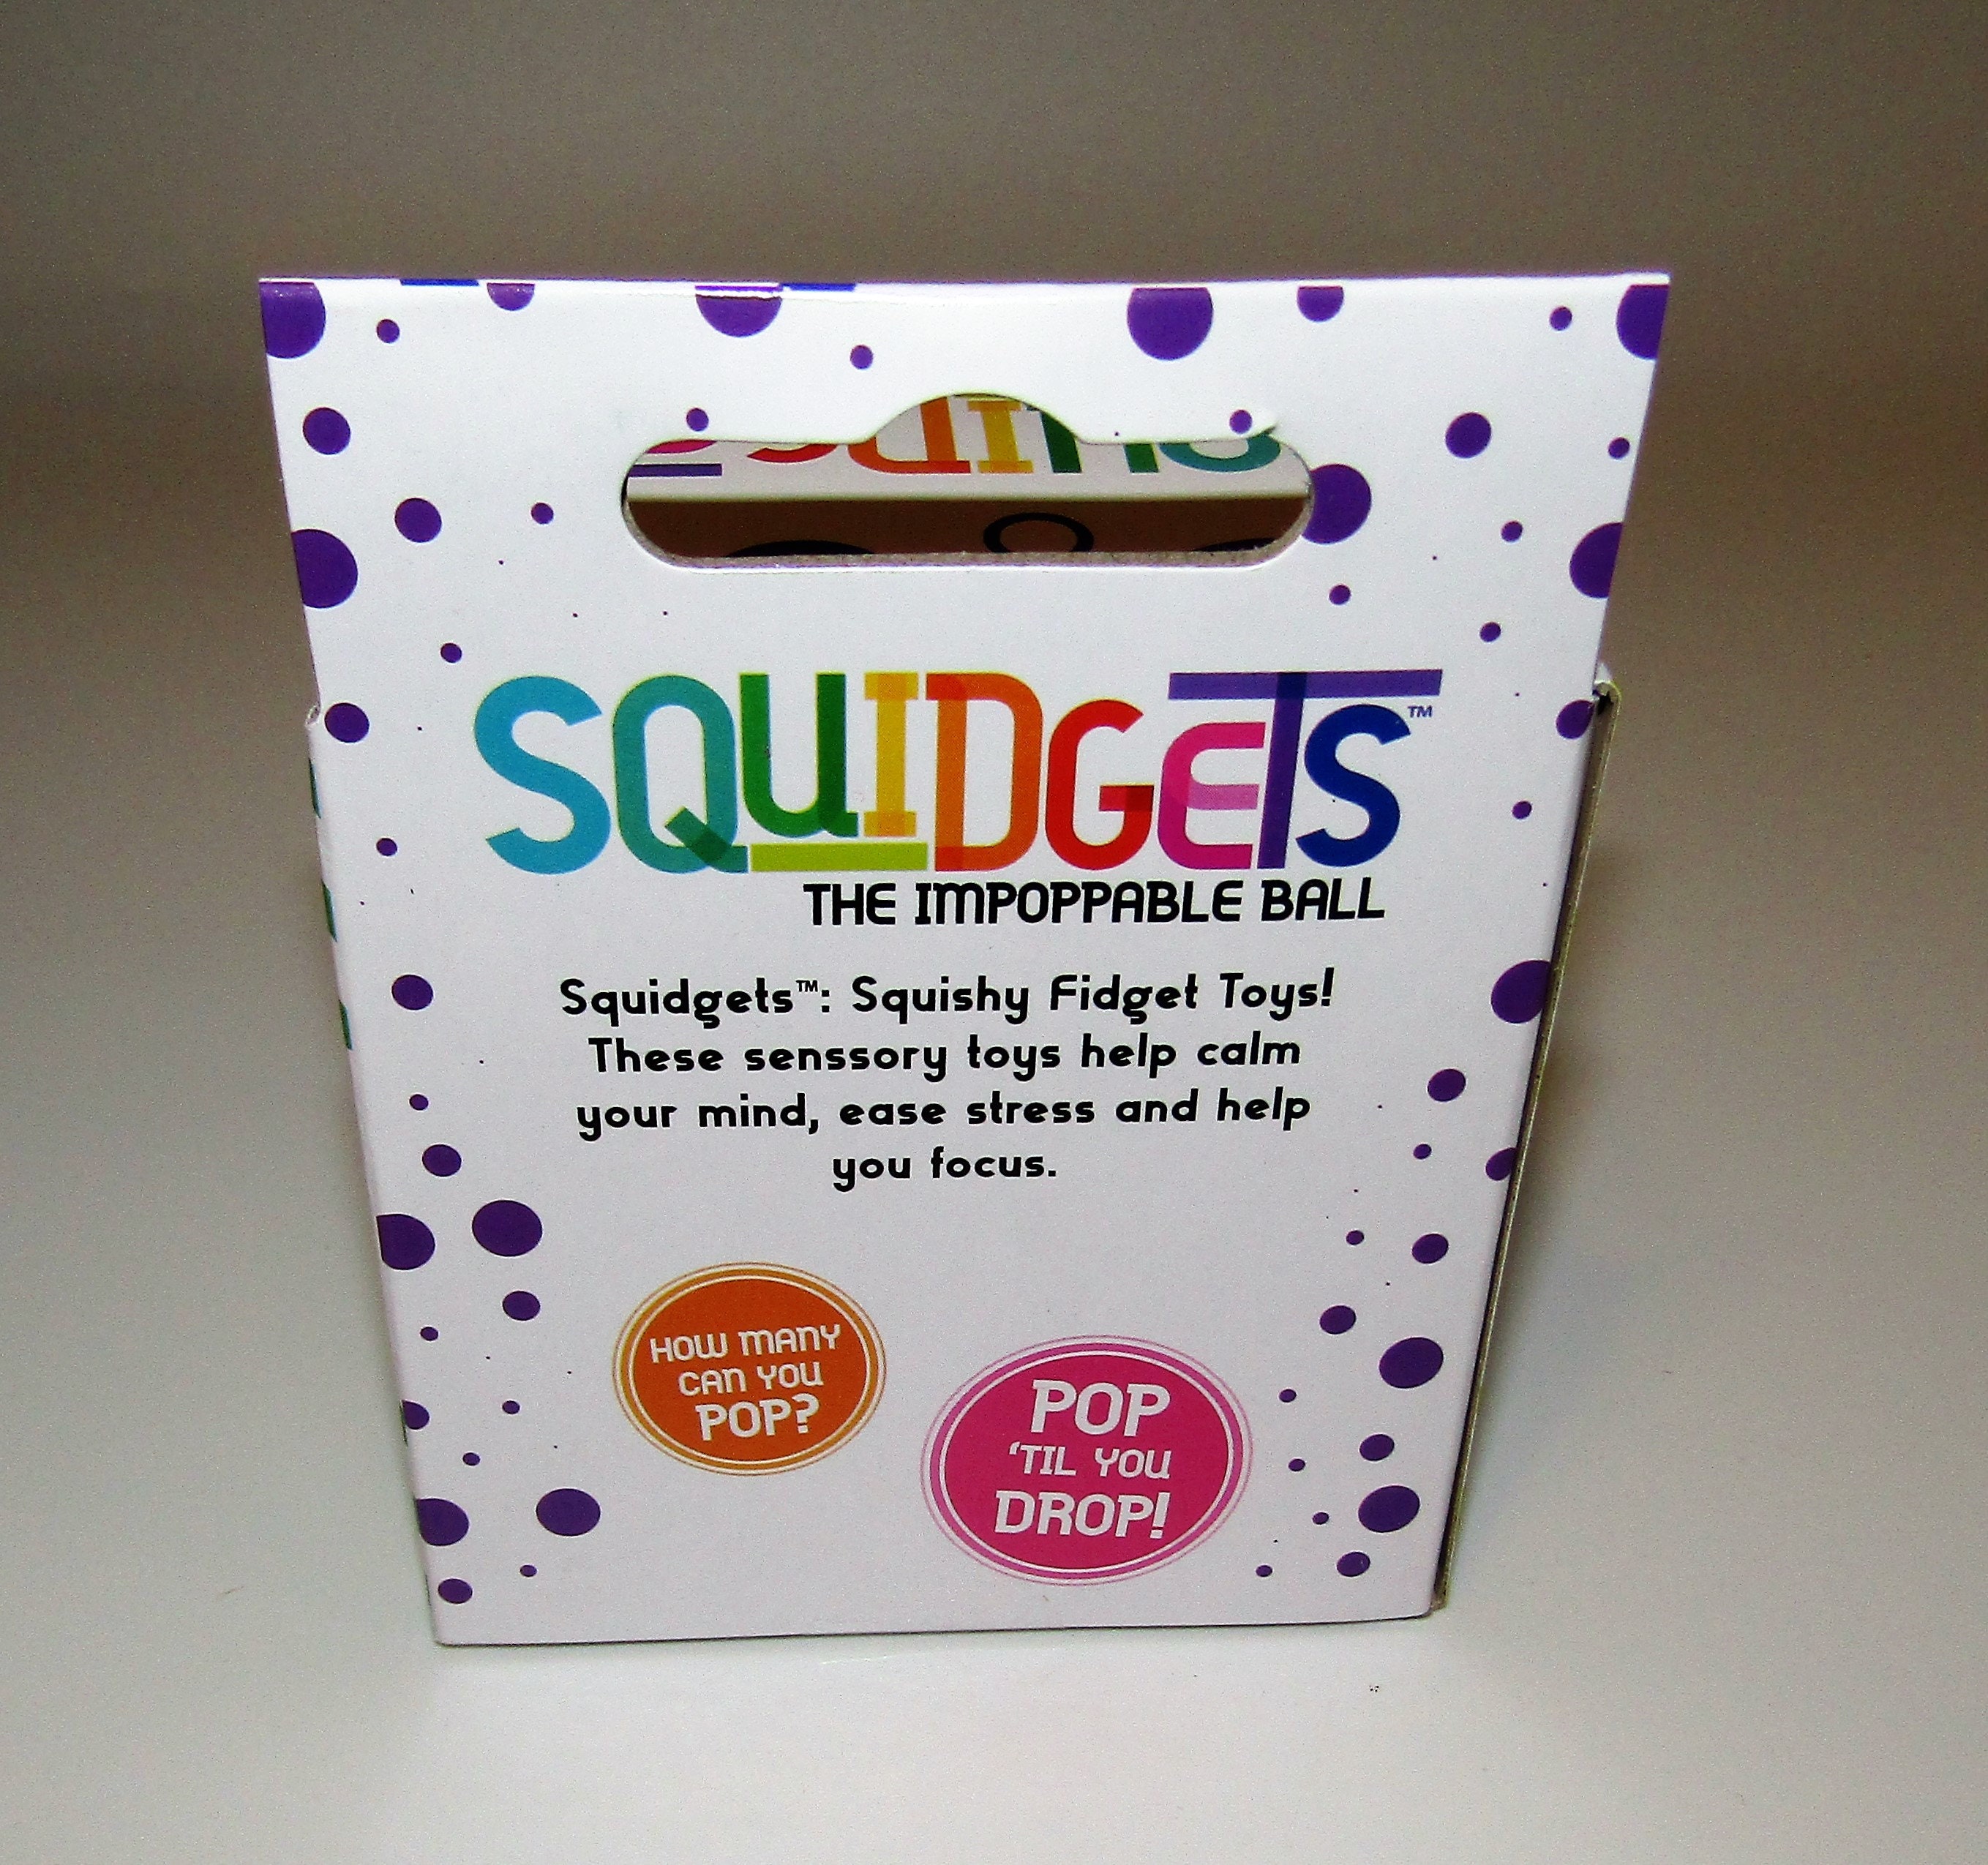 SQUIDGETS™
THE IMPOPPABLE BALL
Squidgets™: Squishy Fidget Toys!
These senssory toys help calm
your mind, ease stress and help
you focus.
HOW MANY
CAN YOU
POP?
POP
'TIL YOU
DROP!